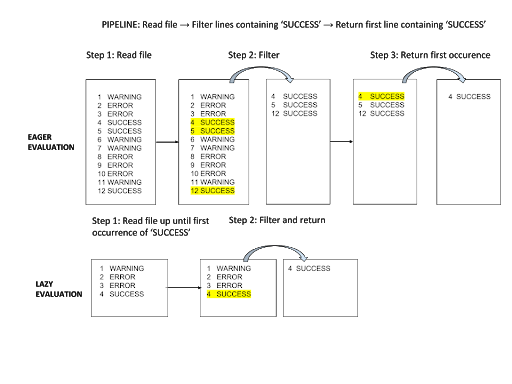 PIPELINE: Read file → Filter lines containing ‘SUCCESS’ → Return first line containing ‘SUCCESS’
Step 1: Read file
Step 2: Filter
Step 3: Return first occurence
EAGER
EVALUATION
1 WARNING
2 ERROR
3 ERROR
4 SUCCESS
5 SUCCESS
6 WARNING
7 WARNING
8 ERROR
9 ERROR
10 ERROR
11 WARNING
12 SUCCESS
1 WARNING
2 ERROR
3 ERROR
4 SUCCESS
5 SUCCESS
6 WARNING
7 WARNING
8 ERROR
9 ERROR
10 ERROR
11 WARNING
12 SUCCESS
4 SUCCESS
5 SUCCESS
12 SUCCESS
4 SUCCESS
5 SUCCESS
12 SUCCESS
4 SUCCESS
Step 1: Read file up until first
occurrence of ‘SUCCESS’
Step 2: Filter and return
LAZY
EVALUATION
1 WARNING
2 ERROR
3 ERROR
4 SUCCESS
1 WARNING
2 ERROR
3 ERROR
4 SUCCESS
4 SUCCESS